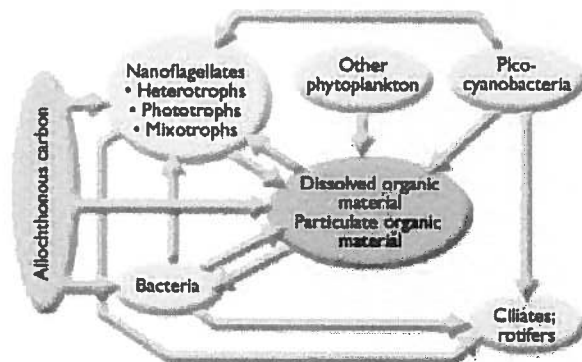 Nanoflagellates
• Heterotrophs
• Phototrophs
• Mixotrophs
Other
phytoplankton
Pico-
cyanobacteria
Allochthonous carbon
Dissolved organic
material
Particulate organic
material
Bacteria
Ciliates;
rotifers